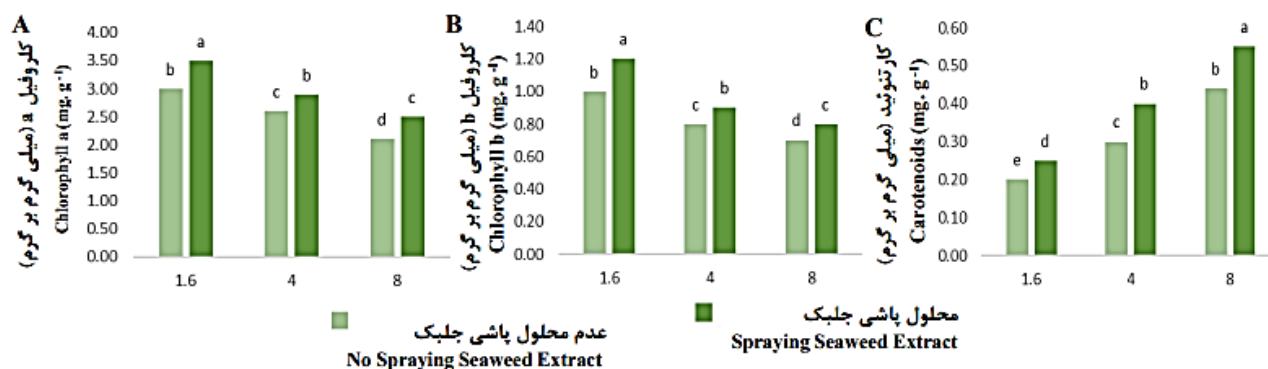 A
کلروفیل a (میلی گرم بر گرم)
Chlorophyll a (mg. g⁻¹)
4.00
3.50
3.00
2.50
2.00
1.50
1.00
0.50
0.00
b
a
c
b
d
c
1.6
4
8
B
کلروفیل b (میلی گرم بر گرم)
Chlorophyll b (mg. g⁻¹)
1.40
1.20
1.00
0.80
0.60
0.40
0.20
0.00
b
a
c
b
d
c
1.6
4
8
C
کارتنوئید (میلی گرم بر گرم)
Carotenoids (mg. g⁻¹)
0.60
0.50
0.40
0.30
0.20
0.10
0.00
e
d
c
b
b
a
1.6
4
8
عدم محلول پاشی جلبک
No Spraying Seaweed Extract
محلول پاشی جلبک
Spraying Seaweed Extract